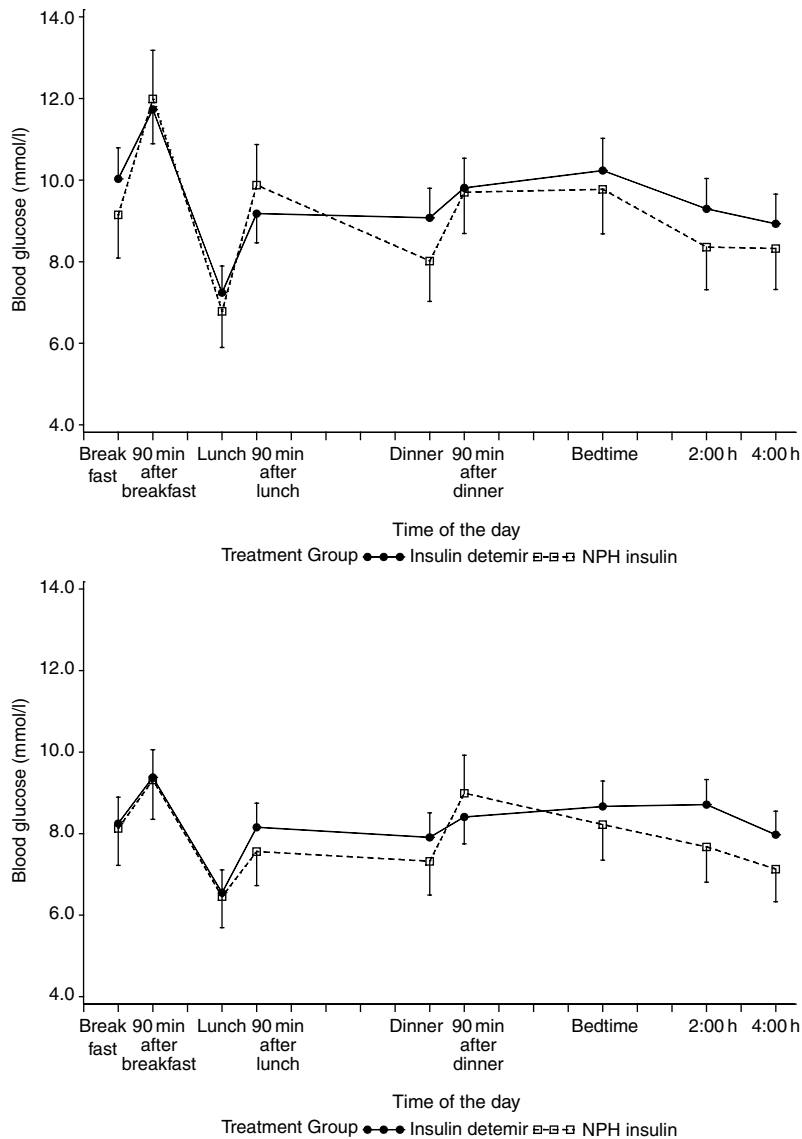 14.0
12.0
10.0
8.0
6.0
4.0
Blood glucose (mmol/l)
Break 90 min Lunch 90 min Dinner 90 min Bedtime 2:00 h 4:00 h
fast after after after
breakfast lunch dinner
Time of the day
Treatment Group Insulin detemir NPH insulin
14.0
12.0
10.0
8.0
6.0
4.0
Blood glucose (mmol/l)
Break 90 min Lunch 90 min Dinner 90 min Bedtime 2:00 h 4:00 h
fast after after after
breakfast lunch dinner
Time of the day
Treatment Group Insulin detemir NPH insulin